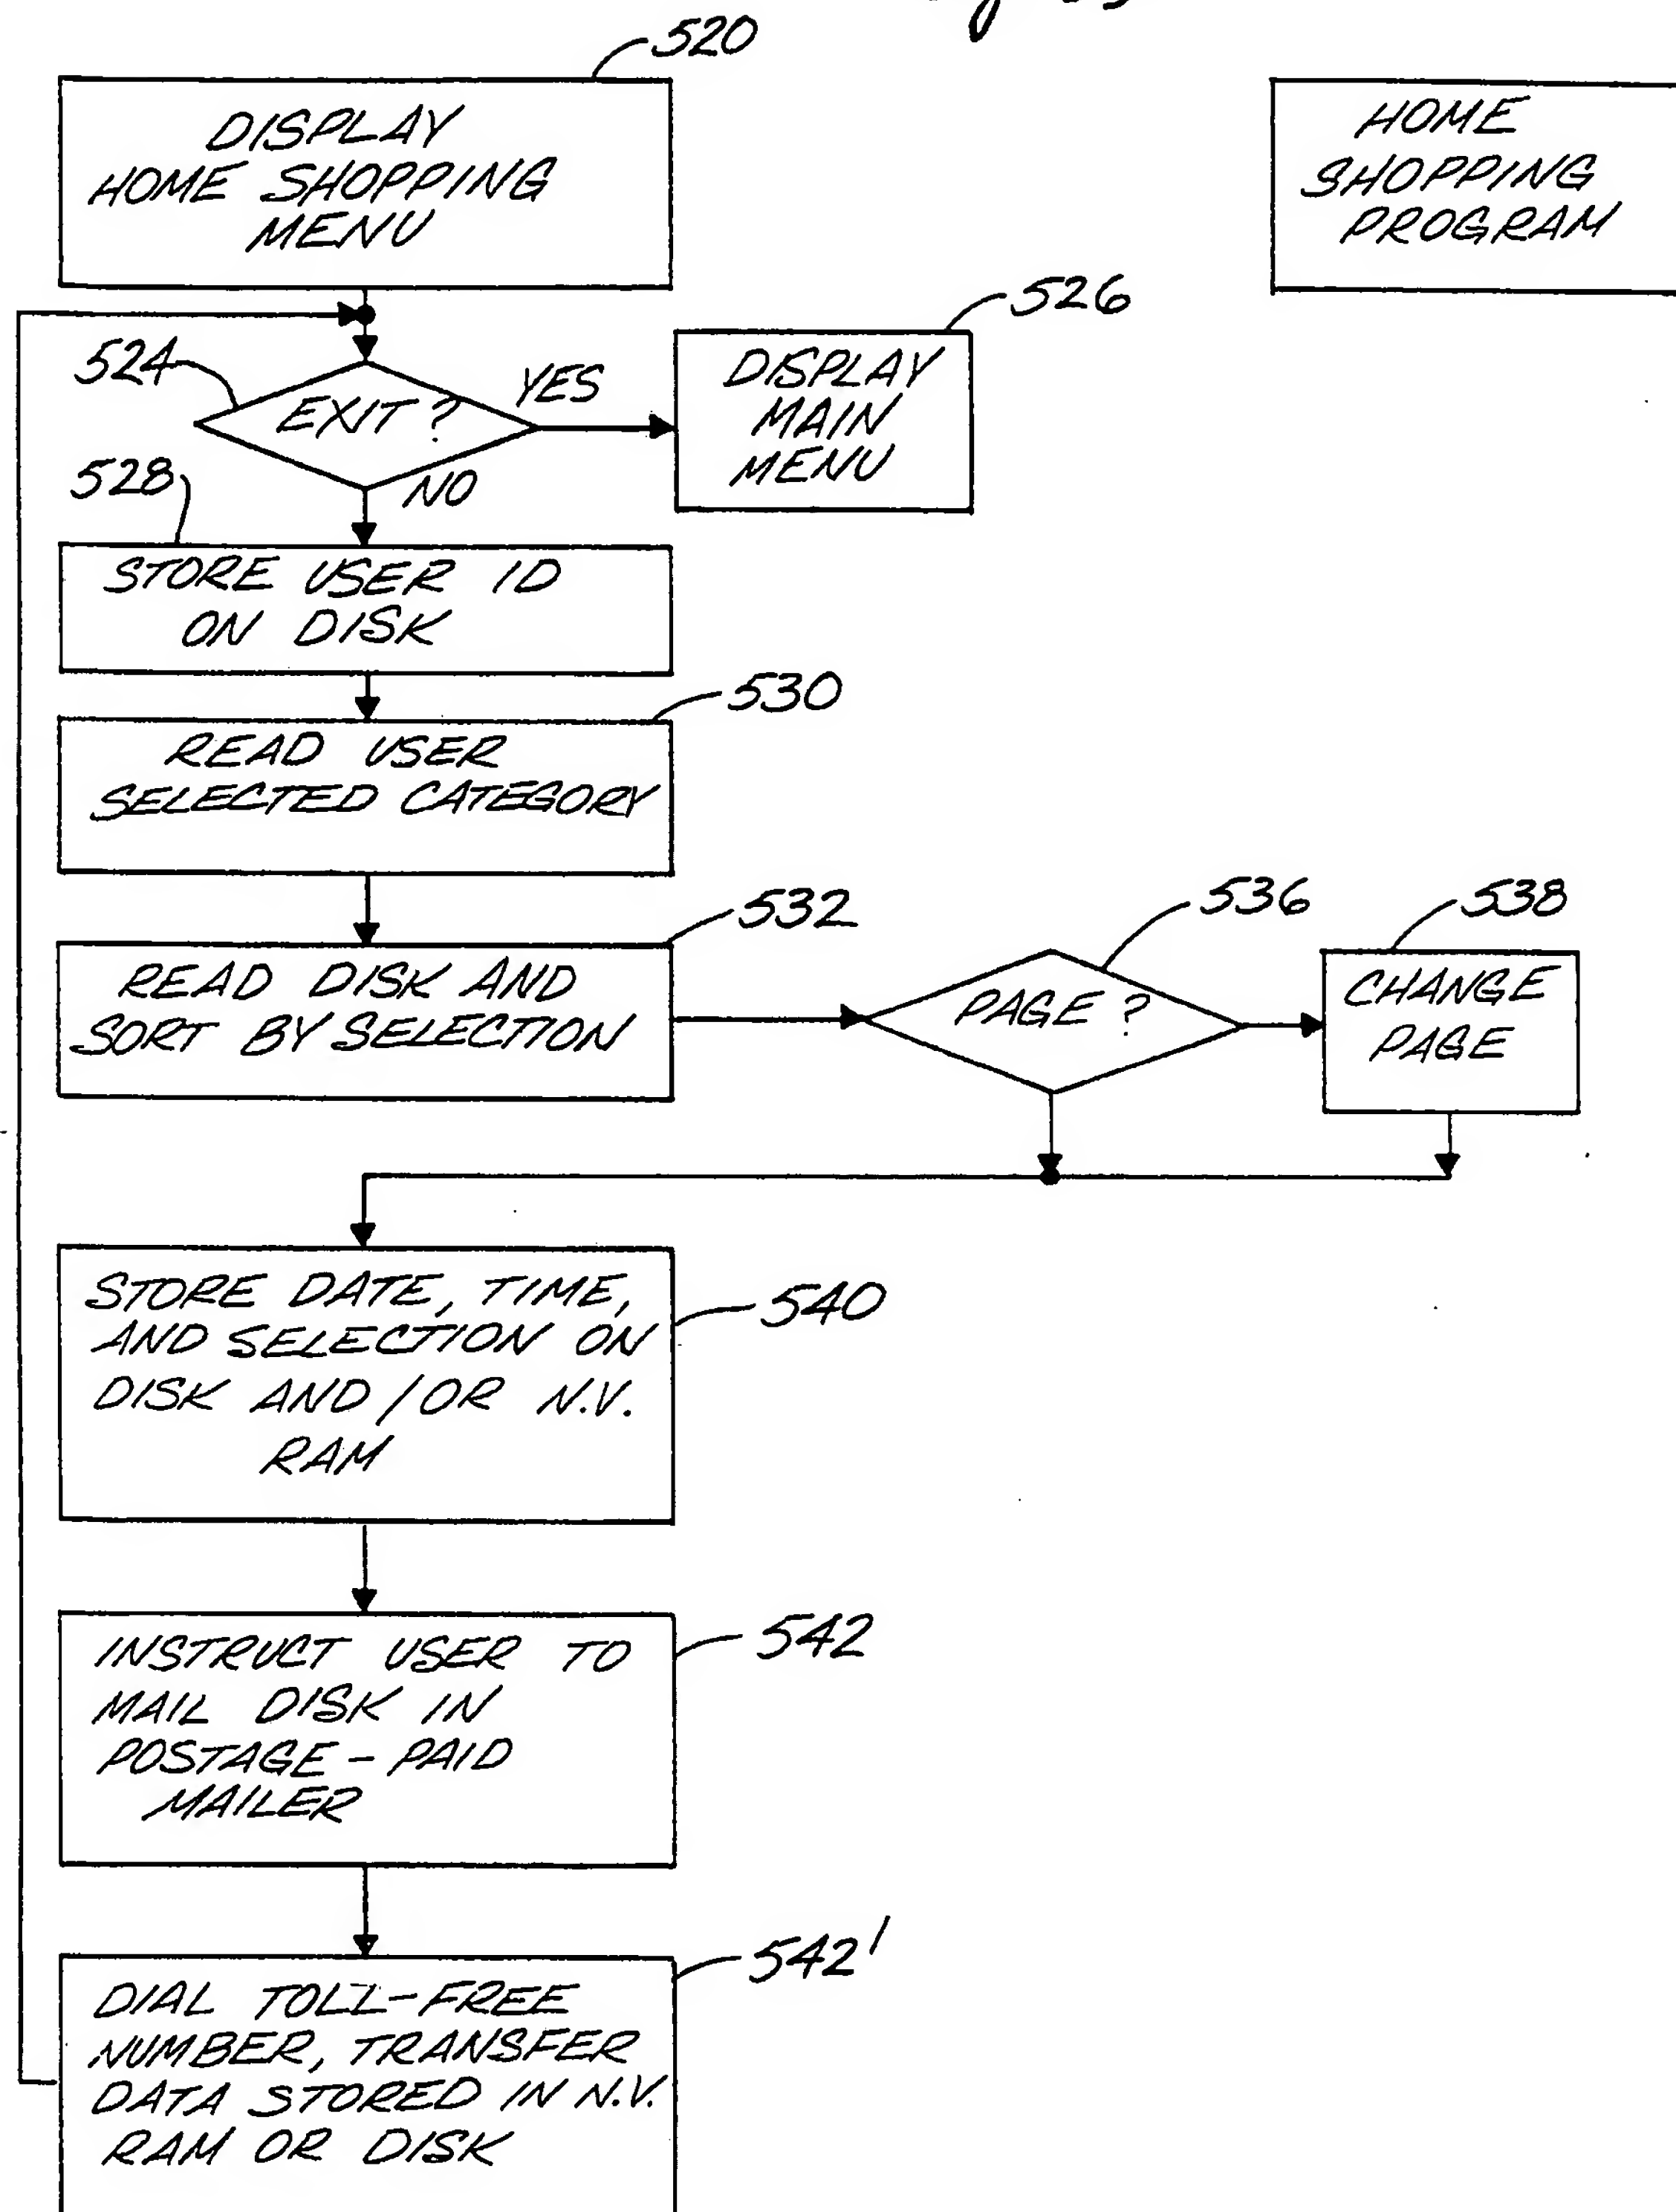 520
DISPLAY
HOME SHOPPING
MENU
HOME
SHOPPING
PROGRAM
526
524
EXIT?
YES
DISPLAY
MAIN
MENU
528
NO
STORE USER ID
ON DISK
530
READ USER
SELECTED CATEGORY
532
READ DISK AND
SORT BY SELECTION
536
PAGE?
538
CHANGE
PAGE
540
STORE DATE, TIME,
AND SELECTION ON
DISK AND/OR N.V.
RAM
542
INSTRUCT USER TO
MAIL DISK IN
POSTAGE-PAID
MAILER
542'
DIAL TOLL-FREE
NUMBER, TRANSFER
DATA STORED IN N.V.
RAM OR DISK